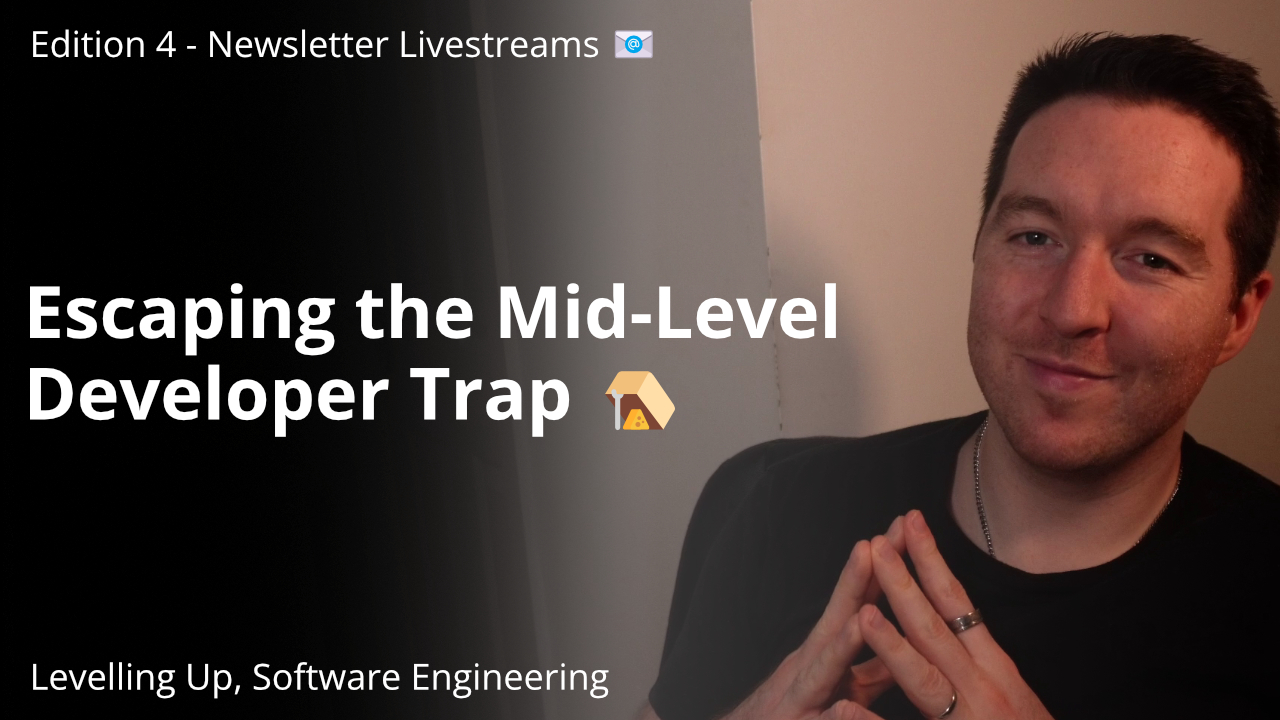 Edition 4 - Newsletter Livestreams 📧
Escaping the Mid-Level
Developer Trap 🪤
Levelling Up, Software Engineering